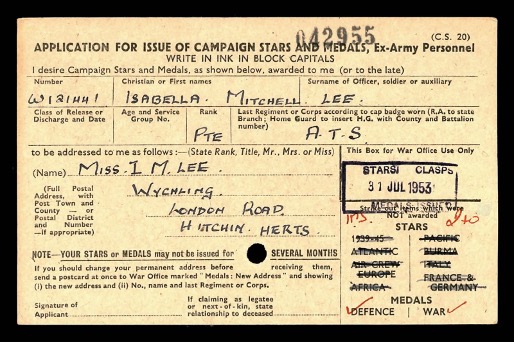 042955
(C.S. 20)
APPLICATION FOR ISSUE OF CAMPAIGN STARS AND MEDALS, Ex-Army Personnel
WRITE IN INK IN BLOCK CAPITALS
I desire Campaign Stars and Medals, as shown below, awarded to me (or to the late)
Number Christian or First names Surname of Officer, soldier or auxiliary
W/131441 ISABELLA. MITCHELL. LEE.
Class of Release or Discharge and Date
Age and Service Group No.
Rank
PTE
Last Regiment or Corps according to cap badge worn (R.A. to state Branch; Home Guard to insert H.G. with County and Battalion number)
A.T.S
to be addressed to me as follows:—(State Rank, Title, Mr., Mrs. or Miss)
(Name) MISS. I M. LEE.
(Full Postal Address, with Post Town and County — or Postal District and Number —if appropriate)
WYCHLING.
LONDON ROAD.
HITCHIN. HERTS.
NOTE—YOUR STARS or MEDALS may not be issued for SEVERAL MONTHS
If you should change your permanent address before receiving them,
send a postcard at once to War Office marked "Medals: New Address" and showing
(i) the new address and (ii) No., name and last Regiment or Corps.
Signature of Applicant
If claiming as legatee or next-of-kin, state relationship to deceased
This Box for War Office Use Only
STARS/ CLASPS
31 JUL 1953
MEDALS ISSUED
Strike out items which were NOT awarded
STARS
1939-45 PACIFIC
ATLANTIC BURMA
AIR CREW EUROPE ITALY
AFRICA FRANCE & GERMANY
MEDALS
DEFENCE WAR